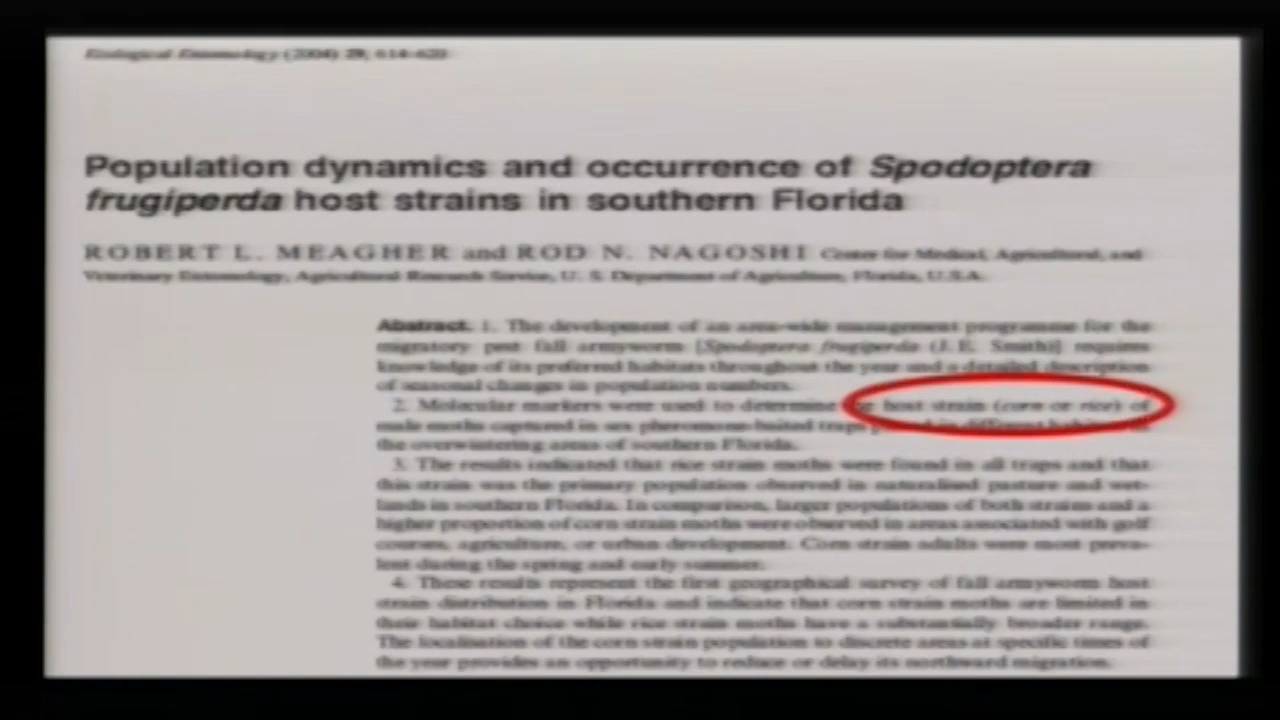 Ecological Entomology (2004) 29, 614–620
Population dynamics and occurrence of Spodoptera
frugiperda host strains in southern Florida
ROBERT L. MEAGHER and ROD N. NAGOSHI Center for Medical, Agricultural, and
Veterinary Entomology, Agricultural Research Service, U. S. Department of Agriculture, Florida, U.S.A.
Abstract. 1. The development of an area-wide management programme for the
migratory pest fall armyworm [Spodoptera frugiperda (J. E. Smith)] requires
knowledge of its preferred habitats throughout the year and a detailed description
of seasonal changes in population numbers.
2. Molecular markers were used to determine the host strain (corn or rice) of
male moths captured in sex pheromone-baited traps placed in different habitats in
the overwintering areas of southern Florida.
3. The results indicated that rice strain moths were found in all traps and that
this strain was the primary population observed in naturalised pasture and wet-
lands in southern Florida. In comparison, larger populations of both strains and a
higher proportion of corn strain moths were observed in areas associated with golf
courses, agriculture, or urban development. Corn strain adults were most preva-
lent during the spring and early summer.
4. These results represent the first geographical survey of fall armyworm host
strain distribution in Florida and indicate that corn strain moths are limited in
their habitat choice while rice strain moths have a substantially broader range.
The localisation of the corn strain population to discrete areas at specific times of
the year provides an opportunity to reduce or delay its northward migration.